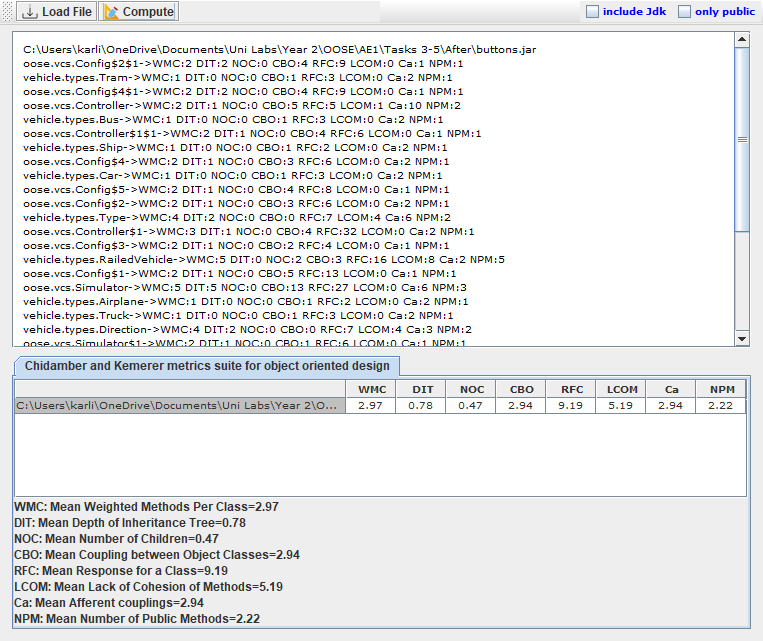 Load File Compute include Jdk only public
C:\Users\karli\OneDrive\Documents\Uni Labs\Year 2\OOSE\AE1\Tasks 3-5\After\buttons.jar
oose.vcs.Config$2$1->WMC:2 DIT:2 NOC:0 CBO:4 RFC:9 LCOM:0 Ca:1 NPM:1
vehicle.types.Tram->WMC:1 DIT:0 NOC:0 CBO:1 RFC:3 LCOM:0 Ca:2 NPM:1
oose.vcs.Config$4$1->WMC:2 DIT:2 NOC:0 CBO:4 RFC:9 LCOM:0 Ca:1 NPM:1
oose.vcs.Controller->WMC:2 DIT:1 NOC:0 CBO:5 RFC:5 LCOM:1 Ca:10 NPM:2
vehicle.types.Bus->WMC:1 DIT:0 NOC:0 CBO:1 RFC:3 LCOM:0 Ca:2 NPM:1
oose.vcs.Controller$1$1->WMC:2 DIT:1 NOC:0 CBO:4 RFC:6 LCOM:0 Ca:1 NPM:1
vehicle.types.Ship->WMC:1 DIT:0 NOC:0 CBO:1 RFC:2 LCOM:0 Ca:2 NPM:1
oose.vcs.Config$4->WMC:2 DIT:1 NOC:0 CBO:3 RFC:6 LCOM:0 Ca:2 NPM:1
vehicle.types.Car->WMC:1 DIT:0 NOC:0 CBO:1 RFC:3 LCOM:0 Ca:2 NPM:1
oose.vcs.Config$5->WMC:2 DIT:1 NOC:0 CBO:4 RFC:8 LCOM:0 Ca:1 NPM:1
oose.vcs.Config$2->WMC:2 DIT:1 NOC:0 CBO:3 RFC:6 LCOM:0 Ca:2 NPM:1
vehicle.types.Type->WMC:4 DIT:2 NOC:0 CBO:0 RFC:7 LCOM:4 Ca:6 NPM:2
oose.vcs.Controller$1->WMC:3 DIT:1 NOC:0 CBO:4 RFC:32 LCOM:0 Ca:2 NPM:1
oose.vcs.Config$3->WMC:2 DIT:1 NOC:0 CBO:2 RFC:4 LCOM:0 Ca:1 NPM:1
vehicle.types.RailedVehicle->WMC:5 DIT:0 NOC:2 CBO:3 RFC:16 LCOM:8 Ca:2 NPM:5
oose.vcs.Config$1->WMC:2 DIT:1 NOC:0 CBO:5 RFC:13 LCOM:0 Ca:1 NPM:1
oose.vcs.Simulator->WMC:5 DIT:5 NOC:0 CBO:13 RFC:27 LCOM:0 Ca:6 NPM:3
vehicle.types.Airplane->WMC:1 DIT:0 NOC:0 CBO:1 RFC:2 LCOM:0 Ca:2 NPM:1
vehicle.types.Truck->WMC:1 DIT:0 NOC:0 CBO:1 RFC:3 LCOM:0 Ca:2 NPM:1
vehicle.types.Direction->WMC:4 DIT:2 NOC:0 CBO:0 RFC:7 LCOM:4 Ca:3 NPM:2
oose.vcs.Simulator$1->WMC:2 DIT:1 NOC:0 CBO:1 RFC:6 LCOM:0 Ca:1 NPM:1
Chidamber and Kemerer metrics suite for object oriented design
WMC DIT NOC CBO RFC LCOM Ca NPM
C:\Users\karli\OneDrive\Documents\Uni Labs\Year 2\O... 2.97 0.78 0.47 2.94 9.19 5.19 2.94 2.22
WMC: Mean Weighted Methods Per Class=2.97
DIT: Mean Depth of Inheritance Tree=0.78
NOC: Mean Number of Children=0.47
CBO: Mean Coupling between Object Classes=2.94
RFC: Mean Response for a Class=9.19
LCOM: Mean Lack of Cohesion of Methods=5.19
Ca: Mean Afferent couplings=2.94
NPM: Mean Number of Public Methods=2.22